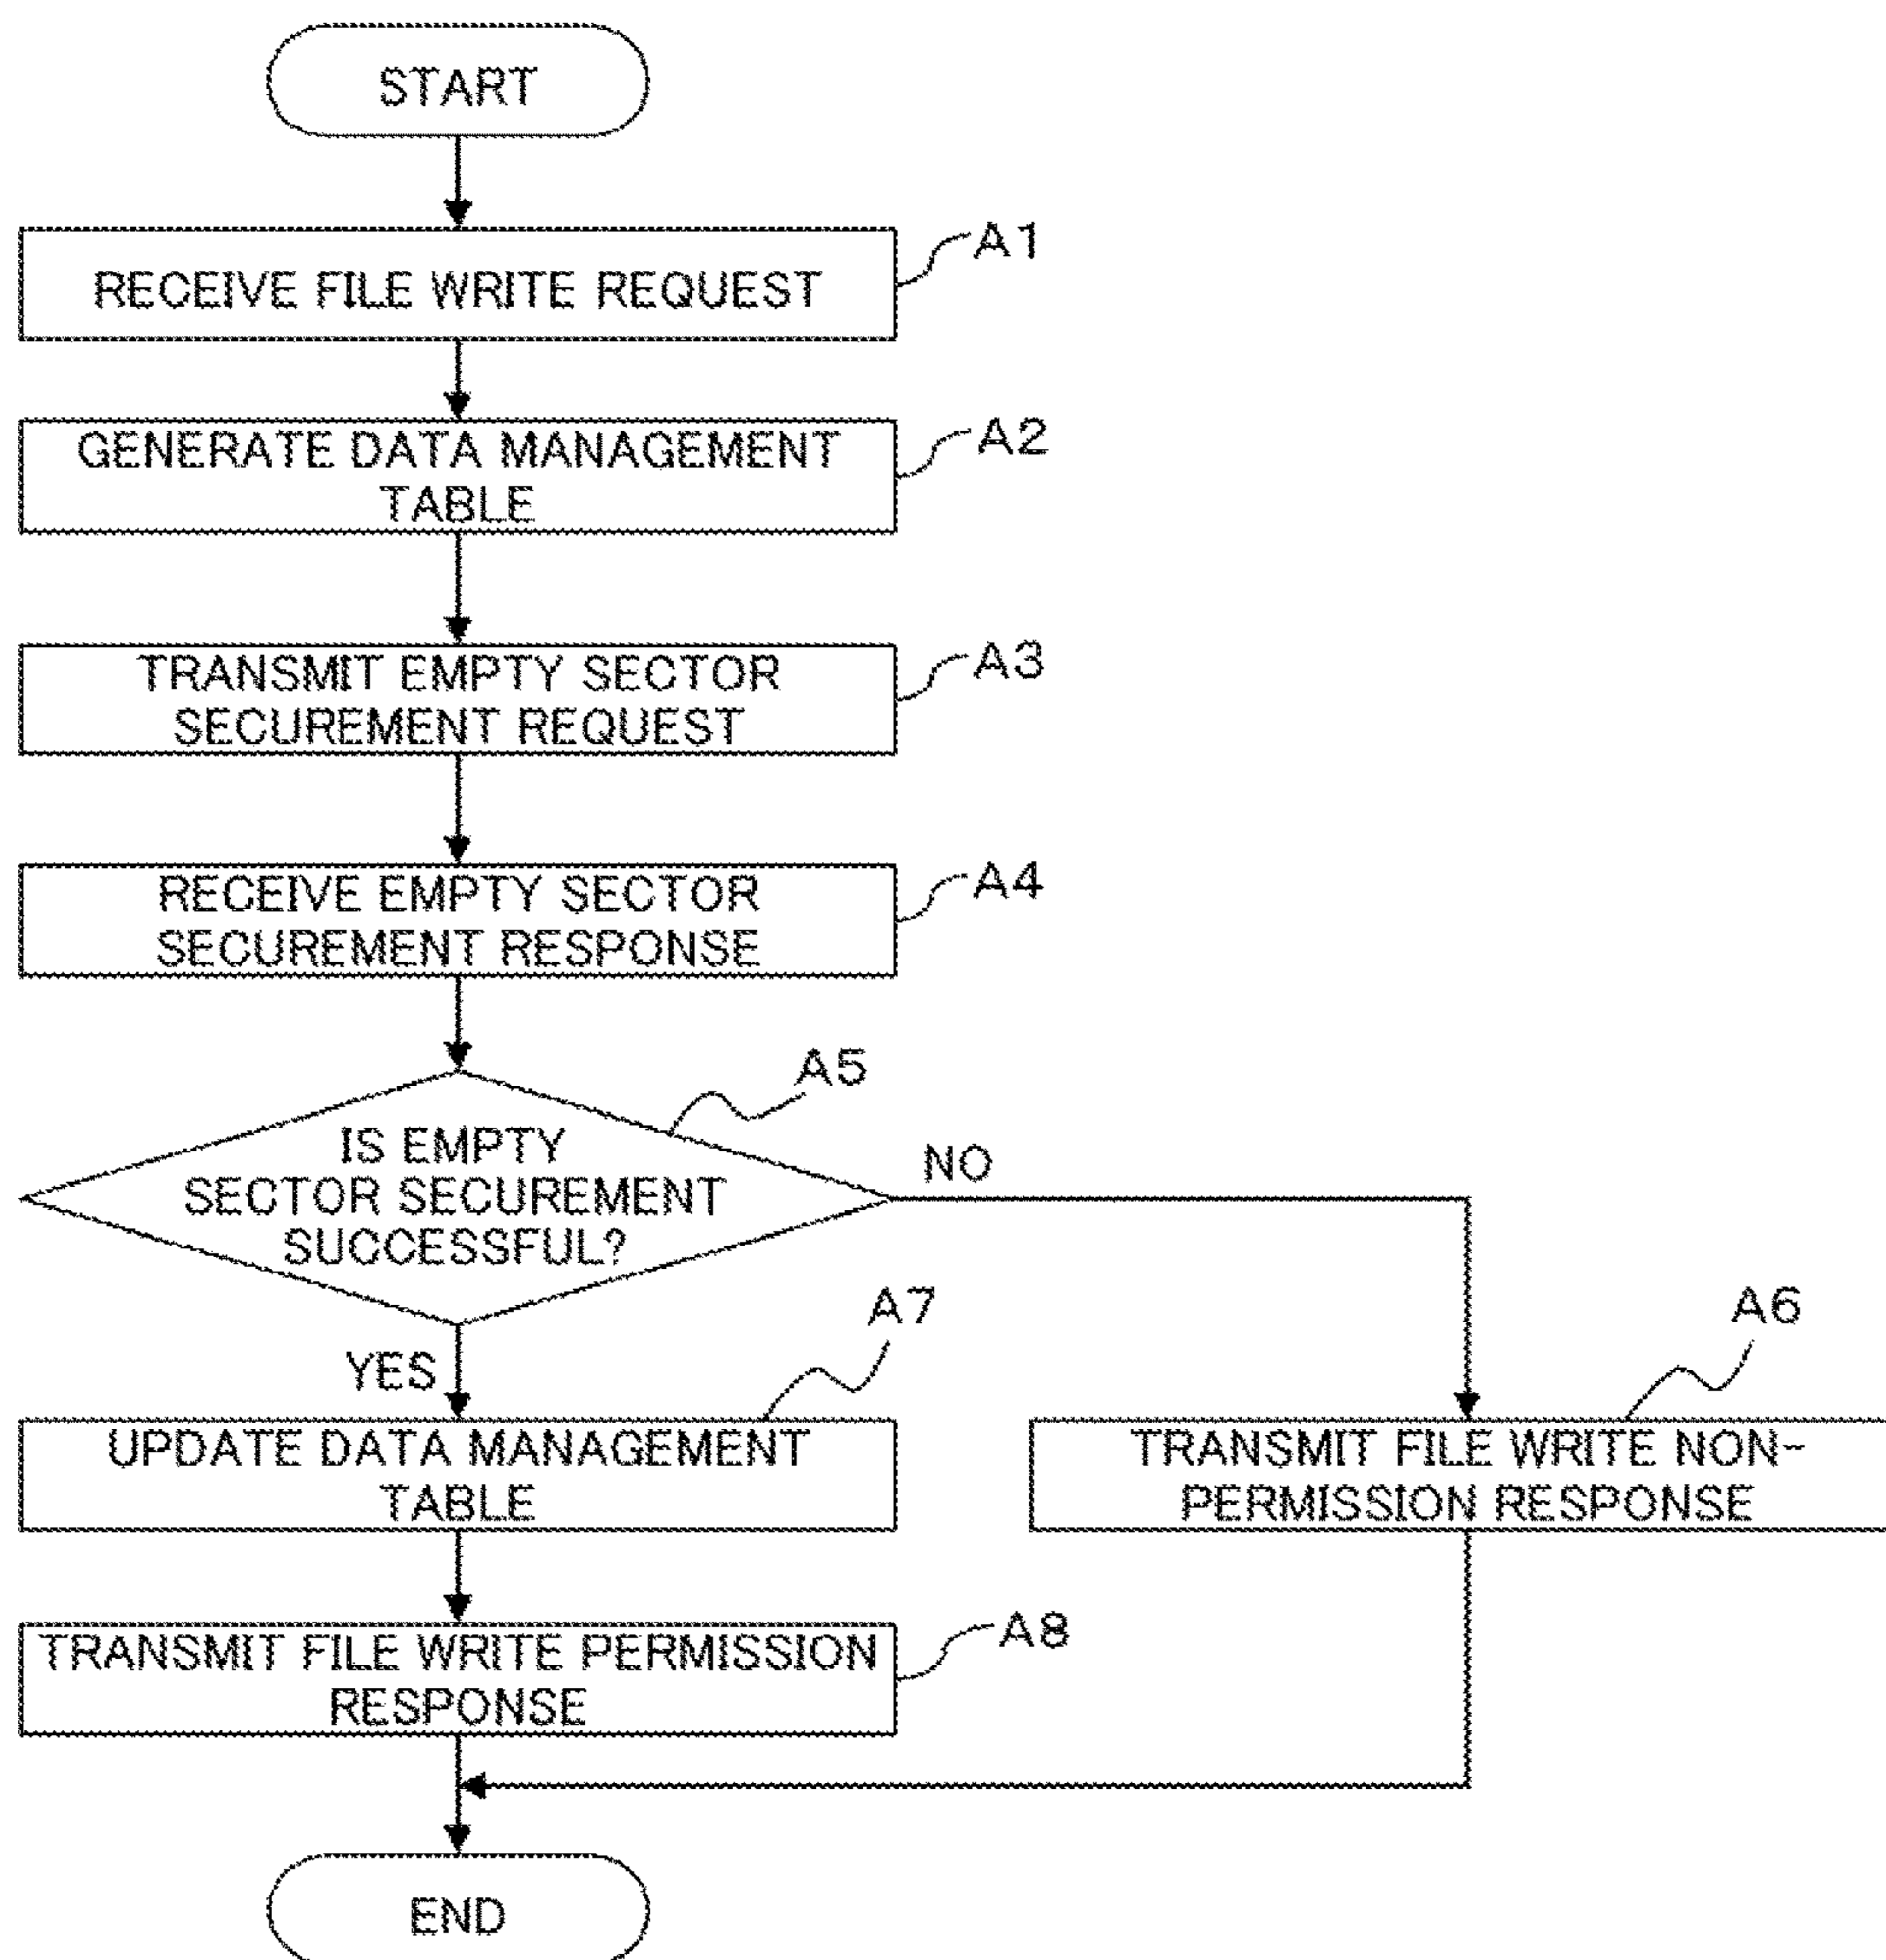 START
A1
RECEIVE FILE WRITE REQUEST
A2
GENERATE DATA MANAGEMENT
TABLE
A3
TRANSMIT EMPTY SECTOR
SECUREMENT REQUEST
A4
RECEIVE EMPTY SECTOR
SECUREMENT RESPONSE
A5
IS EMPTY
SECTOR SECUREMENT
SUCCESSFUL?
NO
YES
A7
UPDATE DATA MANAGEMENT
TABLE
A6
TRANSMIT FILE WRITE NON-
PERMISSION RESPONSE
A8
TRANSMIT FILE WRITE PERMISSION
RESPONSE
END